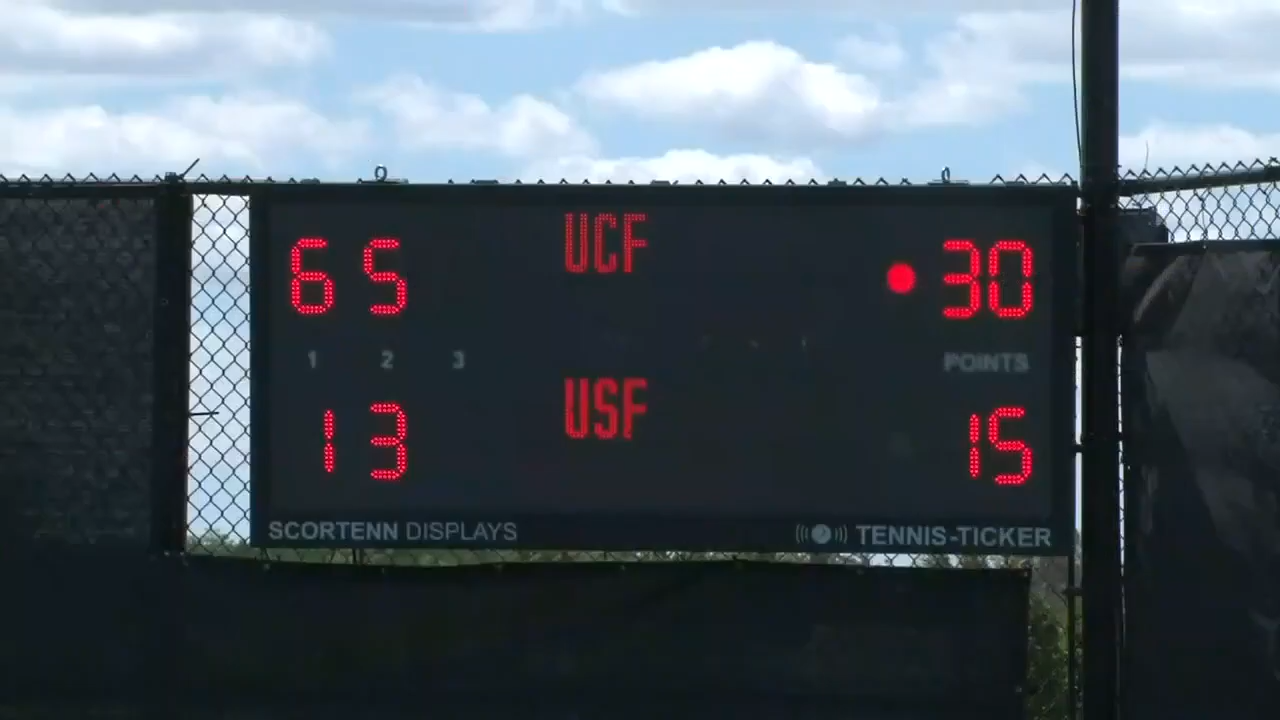 6 5 UCF 30
1 2 3 POINTS
1 3 USF 15
SCORTENN DISPLAYS TENNIS-TICKER